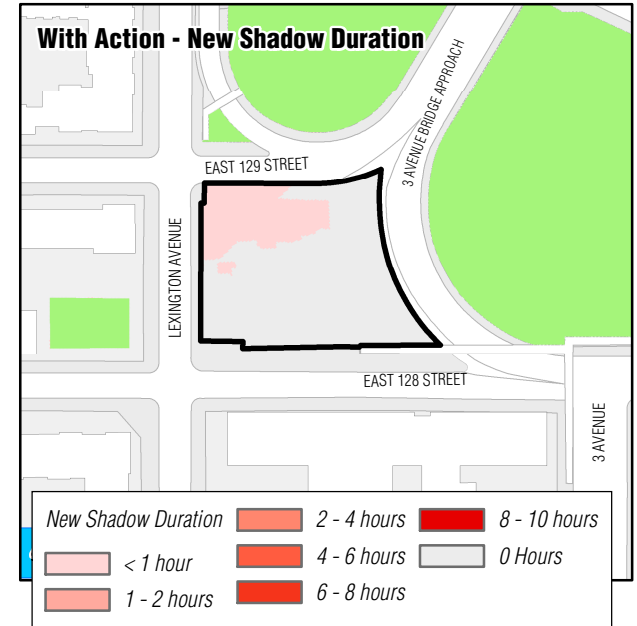 With Action - New Shadow Duration
3 AVENUE BRIDGE APPROACH
EAST 129 STREET
LEXINGTON AVENUE
EAST 128 STREET
3 AVENUE
New Shadow Duration
< 1 hour
1 - 2 hours
2 - 4 hours
4 - 6 hours
6 - 8 hours
8 - 10 hours
0 Hours